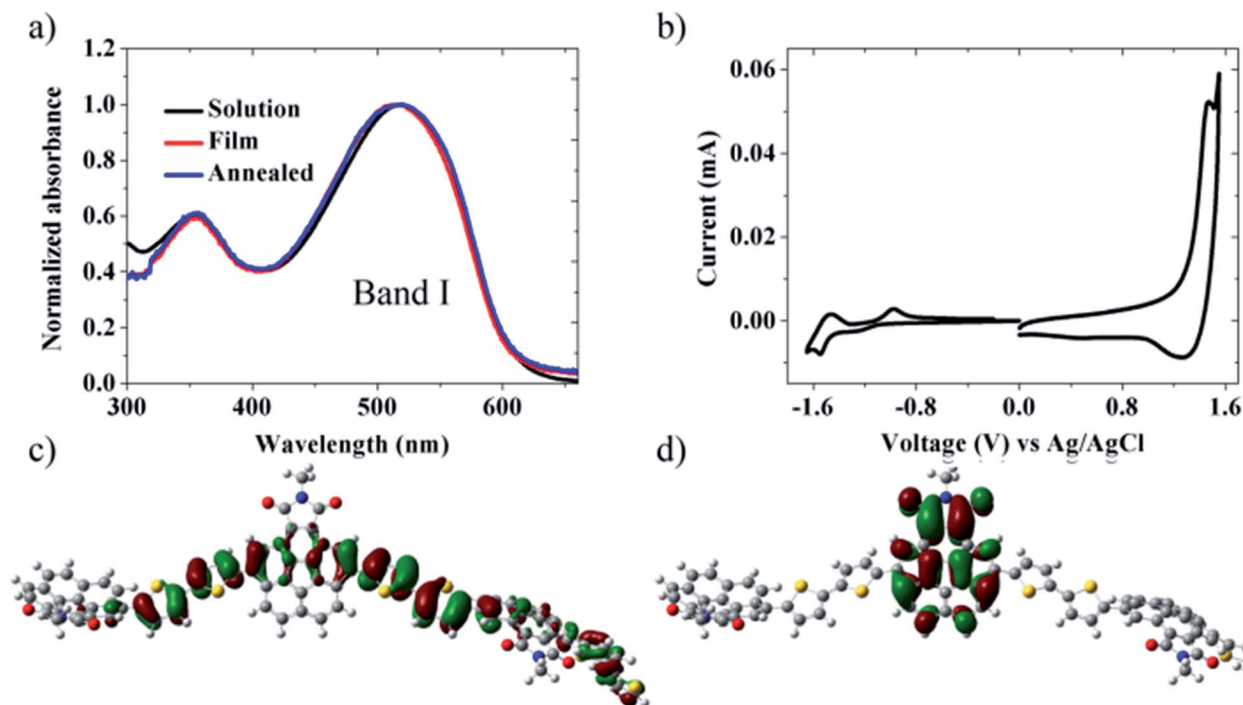 a)
1.2
1.0
0.8
0.6
0.4
0.2
0.0
Normalized absorbance
Solution
Film
Annealed
Band I
300 400 500 600
Wavelength (nm)
b)
0.06
0.04
0.02
0.00
Current (mA)
-1.6 -0.8 0.0 0.8 1.6
Voltage (V) vs Ag/AgCl
c)
d)